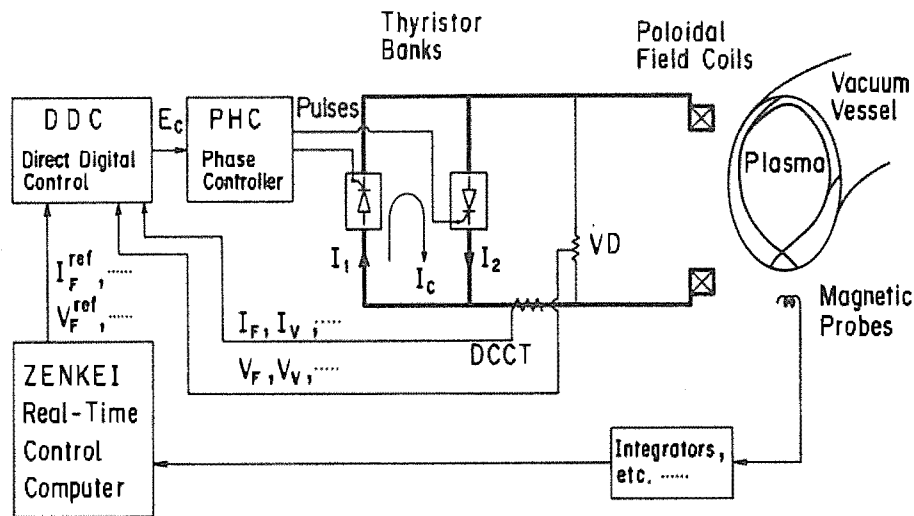 Thyristor
Banks
Poloidal
Field Coils
Vacuum
Vessel
Plasma
DDC
Direct Digital
Control
E_C
PHC
Phase
Controller
Pulses
I_1
I_C
I_2
VD
I_F^ref, ......
V_F^ref, ......
I_F, I_V, .....
DCCT
V_F, V_V, .....
Magnetic
Probes
ZENKEI
Real-Time
Control
Computer
Integrators,
etc. ......